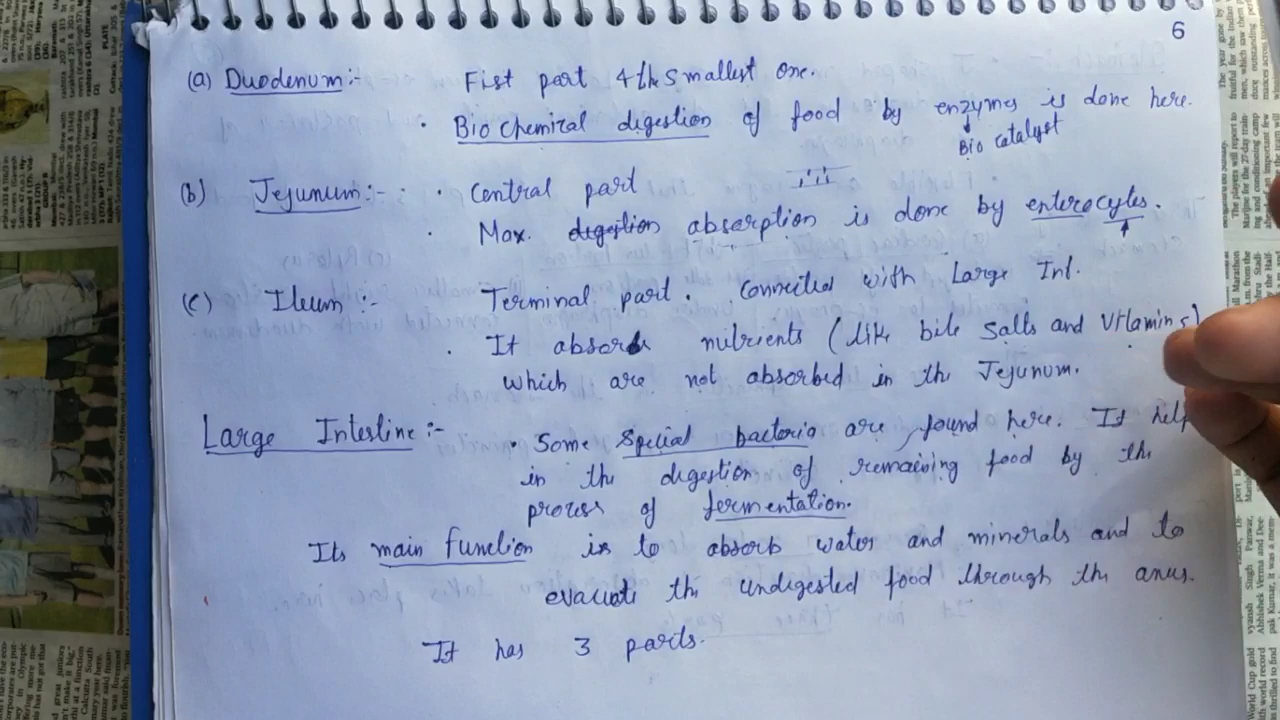 6
(a) Duodenum:- First part & the smallest one.
• Bio Chemical digestion of food by enzymes is done here.
Bio catalyst
(b) Jejunum:- • Central part
• Max. digestion absorption is done by enterocytes.
(c) Ileum :- Terminal part. Connected with Large Int.
• It absorb nutrients (like bile salts and Vitamins)
which are not absorbed in the Jejunum.
Large Intestine :- • Some Special bacteria are found here. It help
in the digestion of remaining food by the
process of fermentation.
Its main function is to absorb water and minerals and to
evacuate the undigested food through the anus.
It has 3 parts.